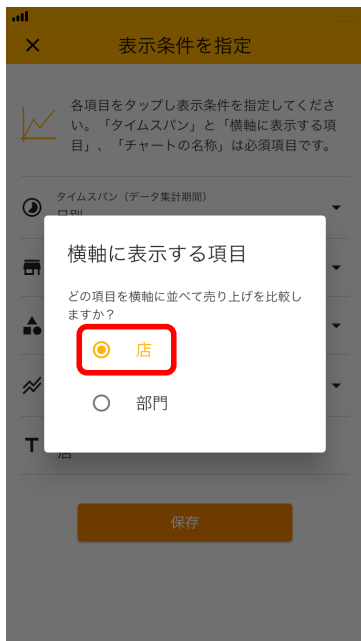 表示条件を指定
各項目をタップし表示条件を指定してくださ
い。「タイムスパン」と「横軸に表示する項
目」、「チャートの名称」は必須項目です。
タイムスパン（データ集計期間）
日別
横軸に表示する項目
どの項目を横軸に並べて売り上げを比較し
ますか？
店
部門
店
保存